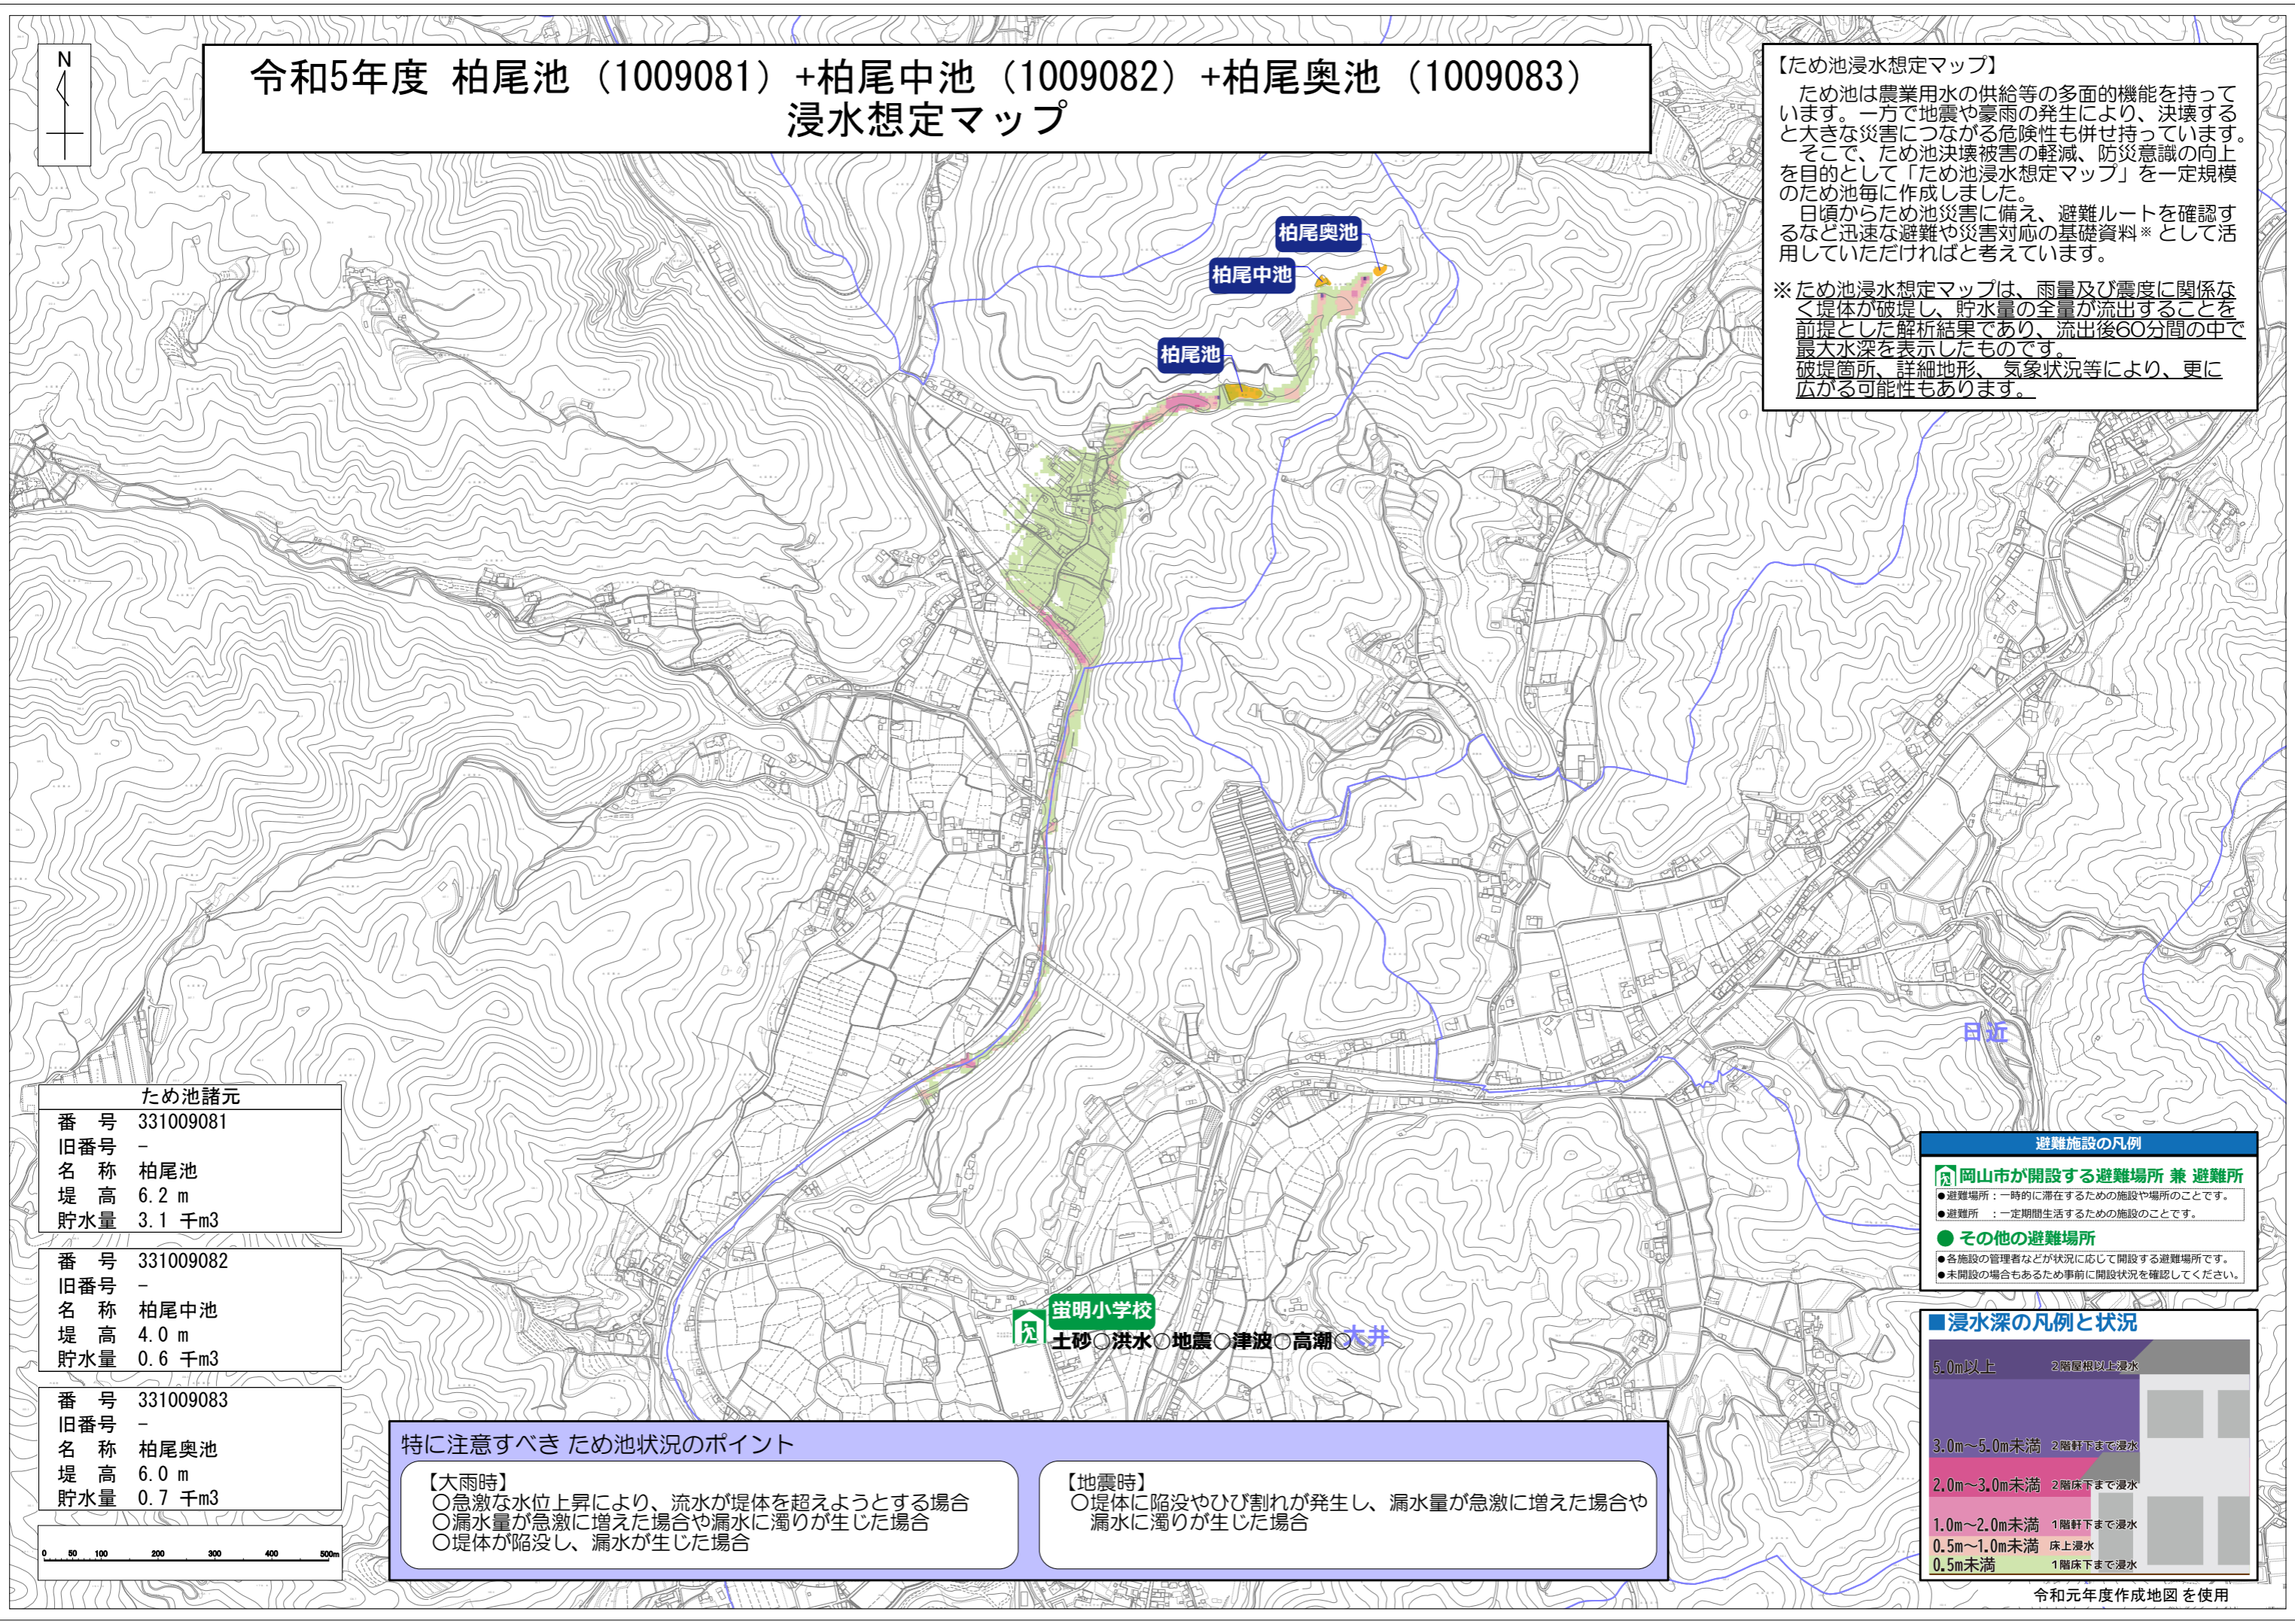 N
令和5年度 柏尾池（1009081）+柏尾中池（1009082）+柏尾奥池（1009083）
浸水想定マップ
【ため池浸水想定マップ】
ため池は農業用水の供給等の多面的機能を持って
います。一方で地震や豪雨の発生により、決壊する
と大きな災害につながる危険性も併せ持っています。
そこで、ため池決壊被害の軽減、防災意識の向上
を目的として「ため池浸水想定マップ」を一定規模
のため池毎に作成しました。
日頃からため池災害に備え、避難ルートを確認す
るなど迅速な避難や災害対応の基礎資料※として活
用していただければと考えています。
※ため池浸水想定マップは、雨量及び震度に関係な
く堤体が破堤し、貯水量の全量が流出することを
前提とした解析結果であり、流出後60分間の中で
最大水深を表示したものです。
破堤箇所、詳細地形、気象状況等により、更に
広がる可能性もあります。
柏尾奥池
柏尾中池
柏尾池
日近
ため池諸元
番　号 331009081
旧番号 -
名　称 柏尾池
堤　高 6.2 m
貯水量 3.1 千m3
番　号 331009082
旧番号 -
名　称 柏尾中池
堤　高 4.0 m
貯水量 0.6 千m3
番　号 331009083
旧番号 -
名　称 柏尾奥池
堤　高 6.0 m
貯水量 0.7 千m3
0 50 100 200 300 400 500m
蛍明小学校
土砂○洪水○地震○津波○高潮○
大井
特に注意すべき ため池状況のポイント
【大雨時】
○急激な水位上昇により、流水が堤体を超えようとする場合
○漏水量が急激に増えた場合や漏水に濁りが生じた場合
○堤体が陥没し、漏水が生じた場合
【地震時】
○堤体に陥没やひび割れが発生し、漏水量が急激に増えた場合や
漏水に濁りが生じた場合
避難施設の凡例
岡山市が開設する避難場所 兼 避難所
●避難場所：一時的に滞在するための施設や場所のことです。
●避難所　：一定期間生活するための施設のことです。
● その他の避難場所
●各施設の管理者などが状況に応じて開設する避難場所です。
●未開設の場合もあるため事前に開設状況を確認してください。
■浸水深の凡例と状況
5.0m以上 2階屋根以上浸水
3.0m～5.0m未満 2階軒下まで浸水
2.0m～3.0m未満 2階床下まで浸水
1.0m～2.0m未満 1階軒下まで浸水
0.5m～1.0m未満 床上浸水
0.5m未満 1階床下まで浸水
令和元年度作成地図を使用